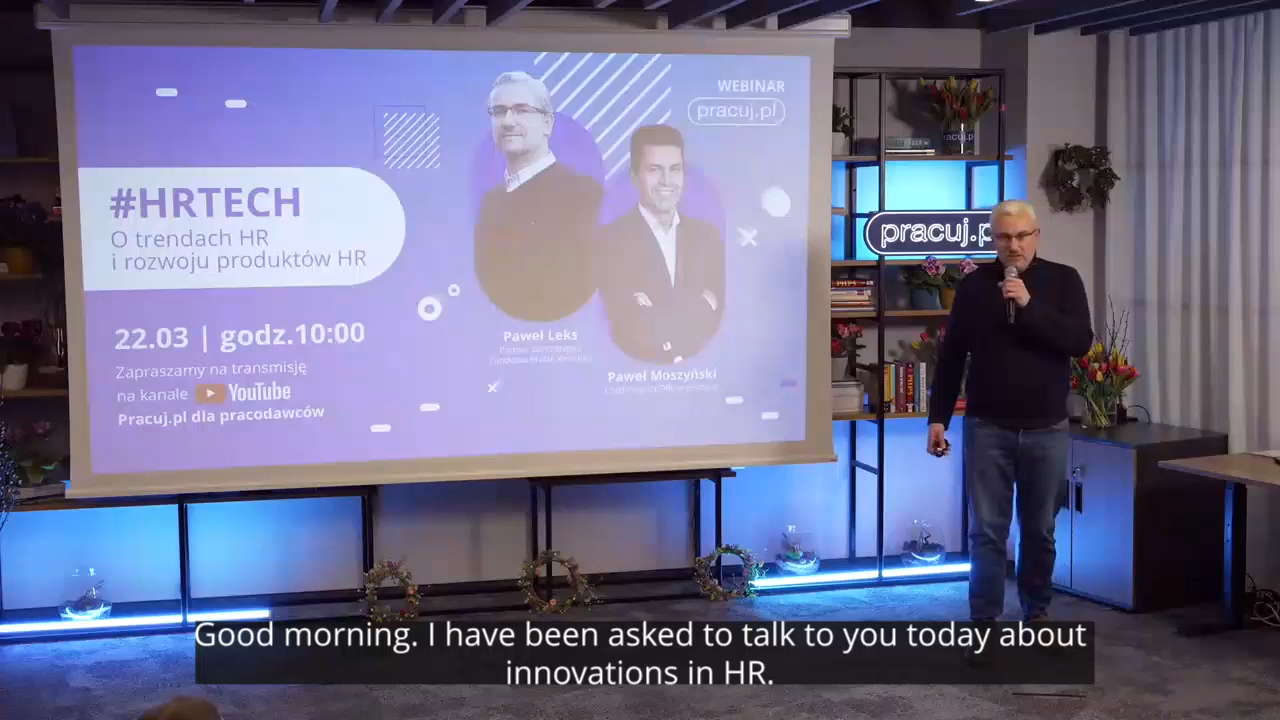 WEBINAR
pracuj.pl
#HRTECH
O trendach HR
i rozwoju produktów HR
22.03 | godz.10:00
Zapraszamy na transmisję
na kanale YouTube
Pracuj.pl dla pracodawców
Paweł Leks
Paweł Moszyński
pracuj.p
Good morning. I have been asked to talk to you today about
innovations in HR.